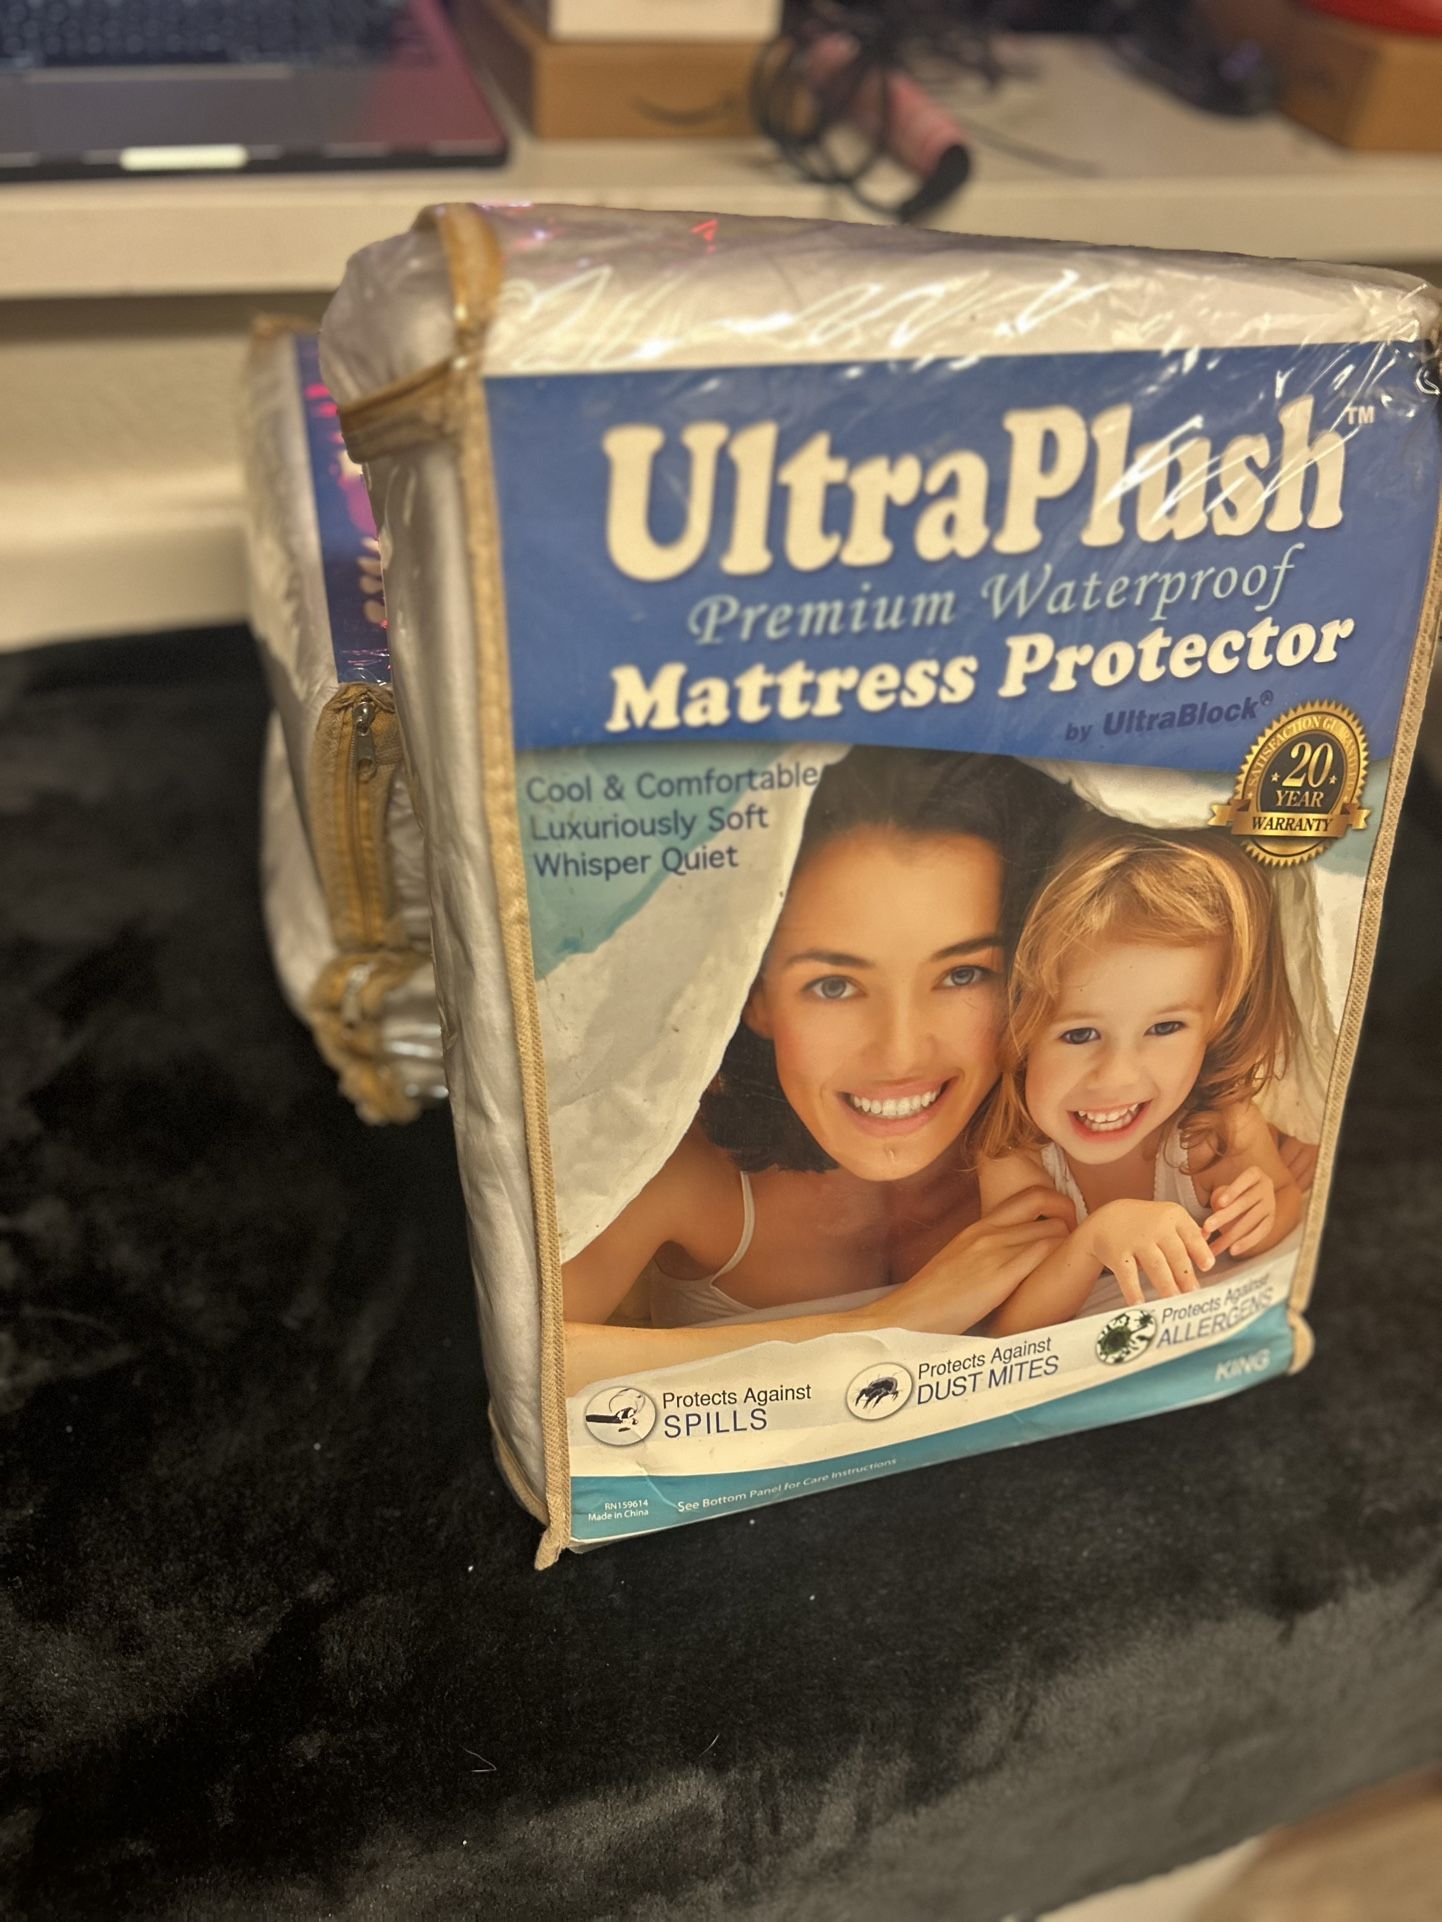 UltraPlush™
Premium Waterproof
Mattress Protector
by UltraBlock®
Cool & Comfortable
Luxuriously Soft
Whisper Quiet
20
YEAR
WARRANTY
Protects Against
SPILLS
Protects Against
DUST MITES
Protects Against
ALLERGENS
KING
RN159614
Made in China
See Bottom Panel for Care Instructions